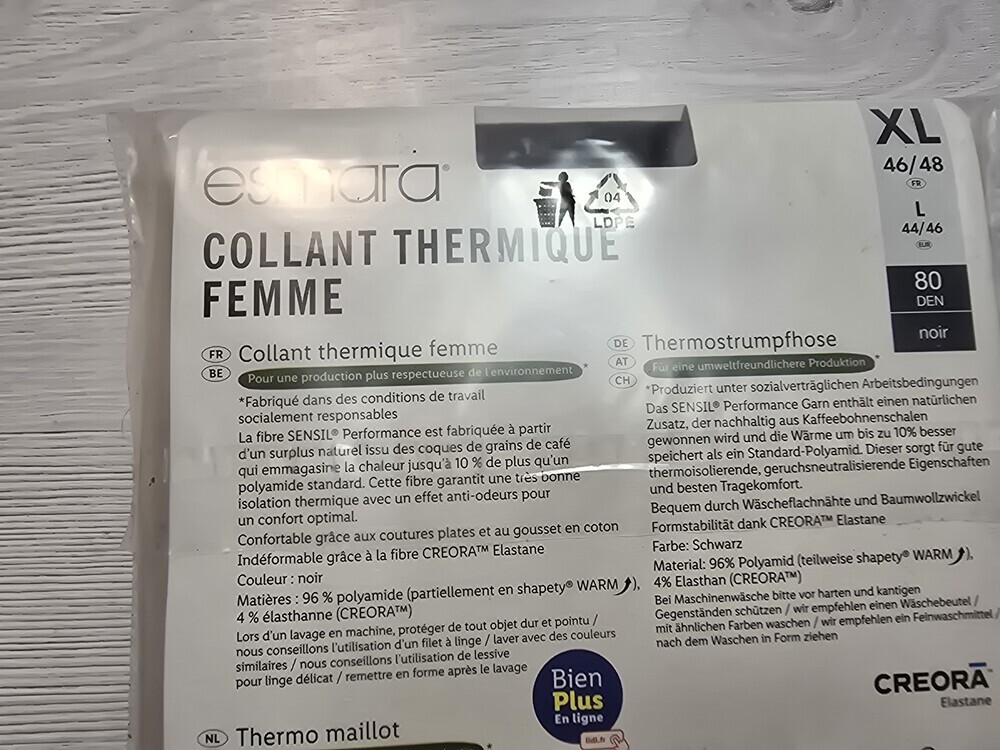 esmara®
04
LDPE
COLLANT THERMIQUE
FEMME
XL
46/48
FR
L
44/46
EUR
80
DEN
noir
FR
BE
Collant thermique femme
Pour une production plus respectueuse de l'environnement*
*Fabriqué dans des conditions de travail
socialement responsables
La fibre SENSIL® Performance est fabriquée à partir
d'un surplus naturel issu des coques de grains de café
qui emmagasine la chaleur jusqu'à 10 % de plus qu'un
polyamide standard. Cette fibre garantit une très bonne
isolation thermique avec un effet anti-odeurs pour
un confort optimal.
Confortable grâce aux coutures plates et au gousset en coton
Indéformable grâce à la fibre CREORA™ Elastane
Couleur : noir
Matières : 96 % polyamide (partiellement en shapety® WARM),
4 % élasthanne (CREORA™)
Lors d'un lavage en machine, protéger de tout objet dur et pointu /
nous conseillons l'utilisation d'un filet à linge / laver avec des couleurs
similaires / nous conseillons l'utilisation de lessive
pour linge délicat / remettre en forme après le lavage
DE
AT
CH
Thermostrumpfhose
Für eine umweltfreundlichere Produktion*
*Produziert unter sozialverträglichen Arbeitsbedingungen
Das SENSIL® Performance Garn enthält einen natürlichen
Zusatz, der nachhaltig aus Kaffeebohnenschalen
gewonnen wird und die Wärme um bis zu 10% besser
speichert als ein Standard-Polyamid. Dieser sorgt für gute
thermoisolierende, geruchsneutralisierende Eigenschaften
und besten Tragekomfort.
Bequem durch Wäscheflachnähte und Baumwollzwickel
Formstabilität dank CREORA™ Elastane
Farbe: Schwarz
Material: 96% Polyamid (teilweise shapety® WARM),
4% Elasthan (CREORA™)
Bei Maschinenwäsche bitte vor harten und kantigen
Gegenständen schützen / wir empfehlen einen Wäschebeutel /
mit ähnlichen Farben waschen / wir empfehlen ein Feinwaschmittel /
nach dem Waschen in Form ziehen
Bien
Plus
En ligne
lidl.fr
CREORA™
Elastane
NL
Thermo maillot
*